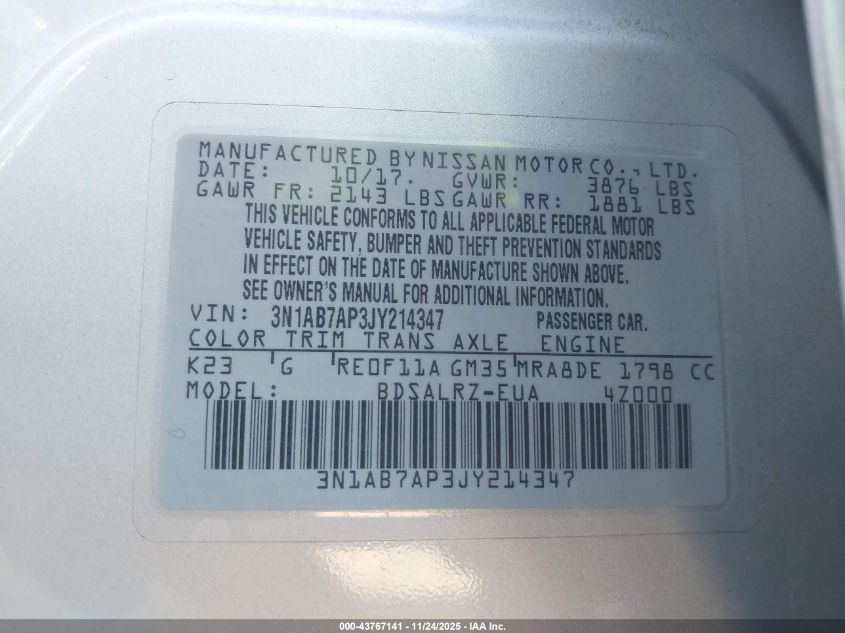 MANUFACTURED BY NISSAN MOTOR CO., LTD.
DATE: 10/17. GVWR: 3876 LBS
GAWR FR: 2143 LBS GAWR RR: 1881 LBS
THIS VEHICLE CONFORMS TO ALL APPLICABLE FEDERAL MOTOR
VEHICLE SAFETY, BUMPER AND THEFT PREVENTION STANDARDS
IN EFFECT ON THE DATE OF MANUFACTURE SHOWN ABOVE.
SEE OWNER'S MANUAL FOR ADDITIONAL INFORMATION.
VIN: 3N1AB7AP3JY214347 PASSENGER CAR.
COLOR TRIM TRANS AXLE ENGINE
K23 G RE0F11A GM35 MRA8DE 1798 CC
MODEL: BDSALRZ-EUA 4Z000
3N1AB7AP3JY214347
000-43767141 - 11/24/2025 - IAA Inc.